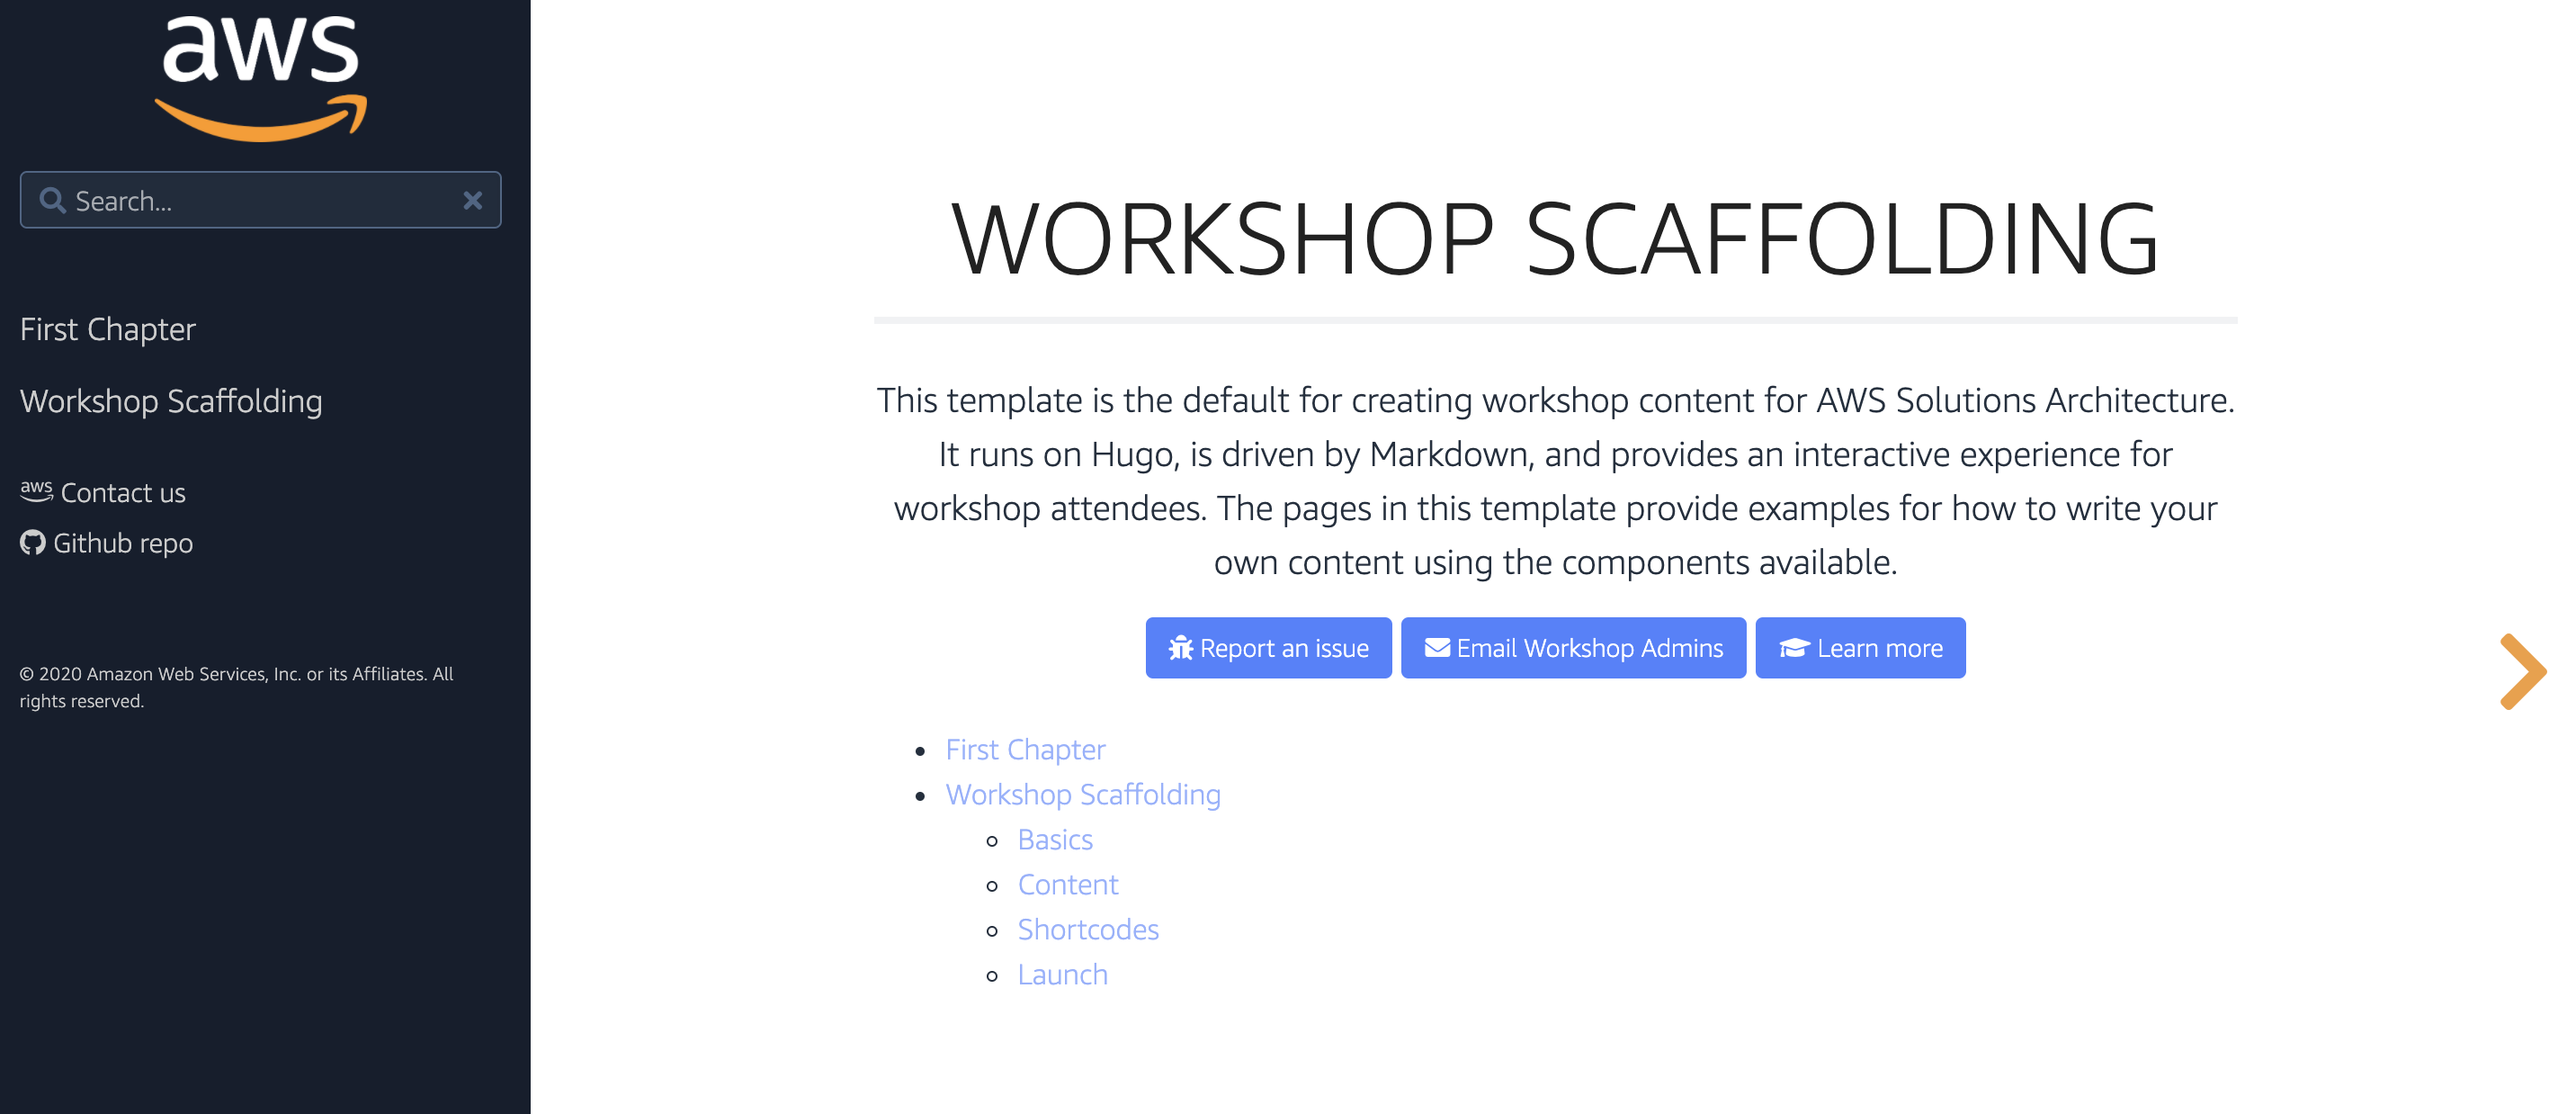 aws
Search...
First Chapter
Workshop Scaffolding
aws Contact us
Github repo
© 2020 Amazon Web Services, Inc. or its Affiliates. All
rights reserved.
WORKSHOP SCAFFOLDING
This template is the default for creating workshop content for AWS Solutions Architecture.
It runs on Hugo, is driven by Markdown, and provides an interactive experience for
workshop attendees. The pages in this template provide examples for how to write your
own content using the components available.
Report an issue
Email Workshop Admins
Learn more
First Chapter
Workshop Scaffolding
Basics
Content
Shortcodes
Launch